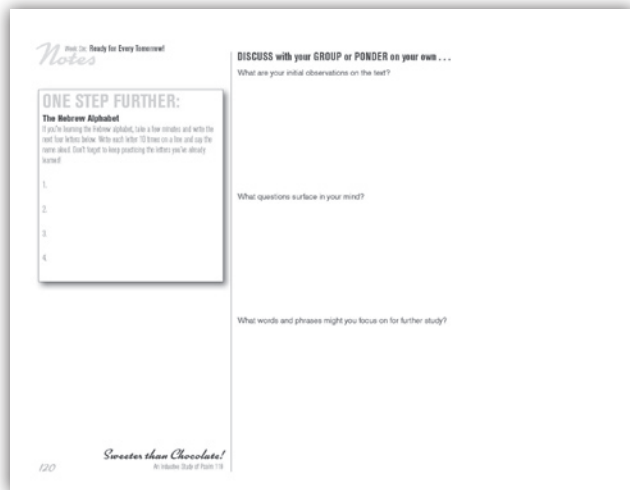 Week Six: Ready for Every Tomorrow!
Notes
ONE STEP FURTHER:
The Hebrew Alphabet
If you're learning the Hebrew alphabet, take a few minutes and write the
next four letters below. Write each letter 10 times on a line and say the
name aloud. Don't forget to keep practicing the letters you've already
learned!
1.
2.
3.
4.
Sweeter than Chocolate!
An Inductive Study of Psalm 119
120
DISCUSS with your GROUP or PONDER on your own . . .
What are your initial observations on the text?
What questions surface in your mind?
What words and phrases might you focus on for further study?